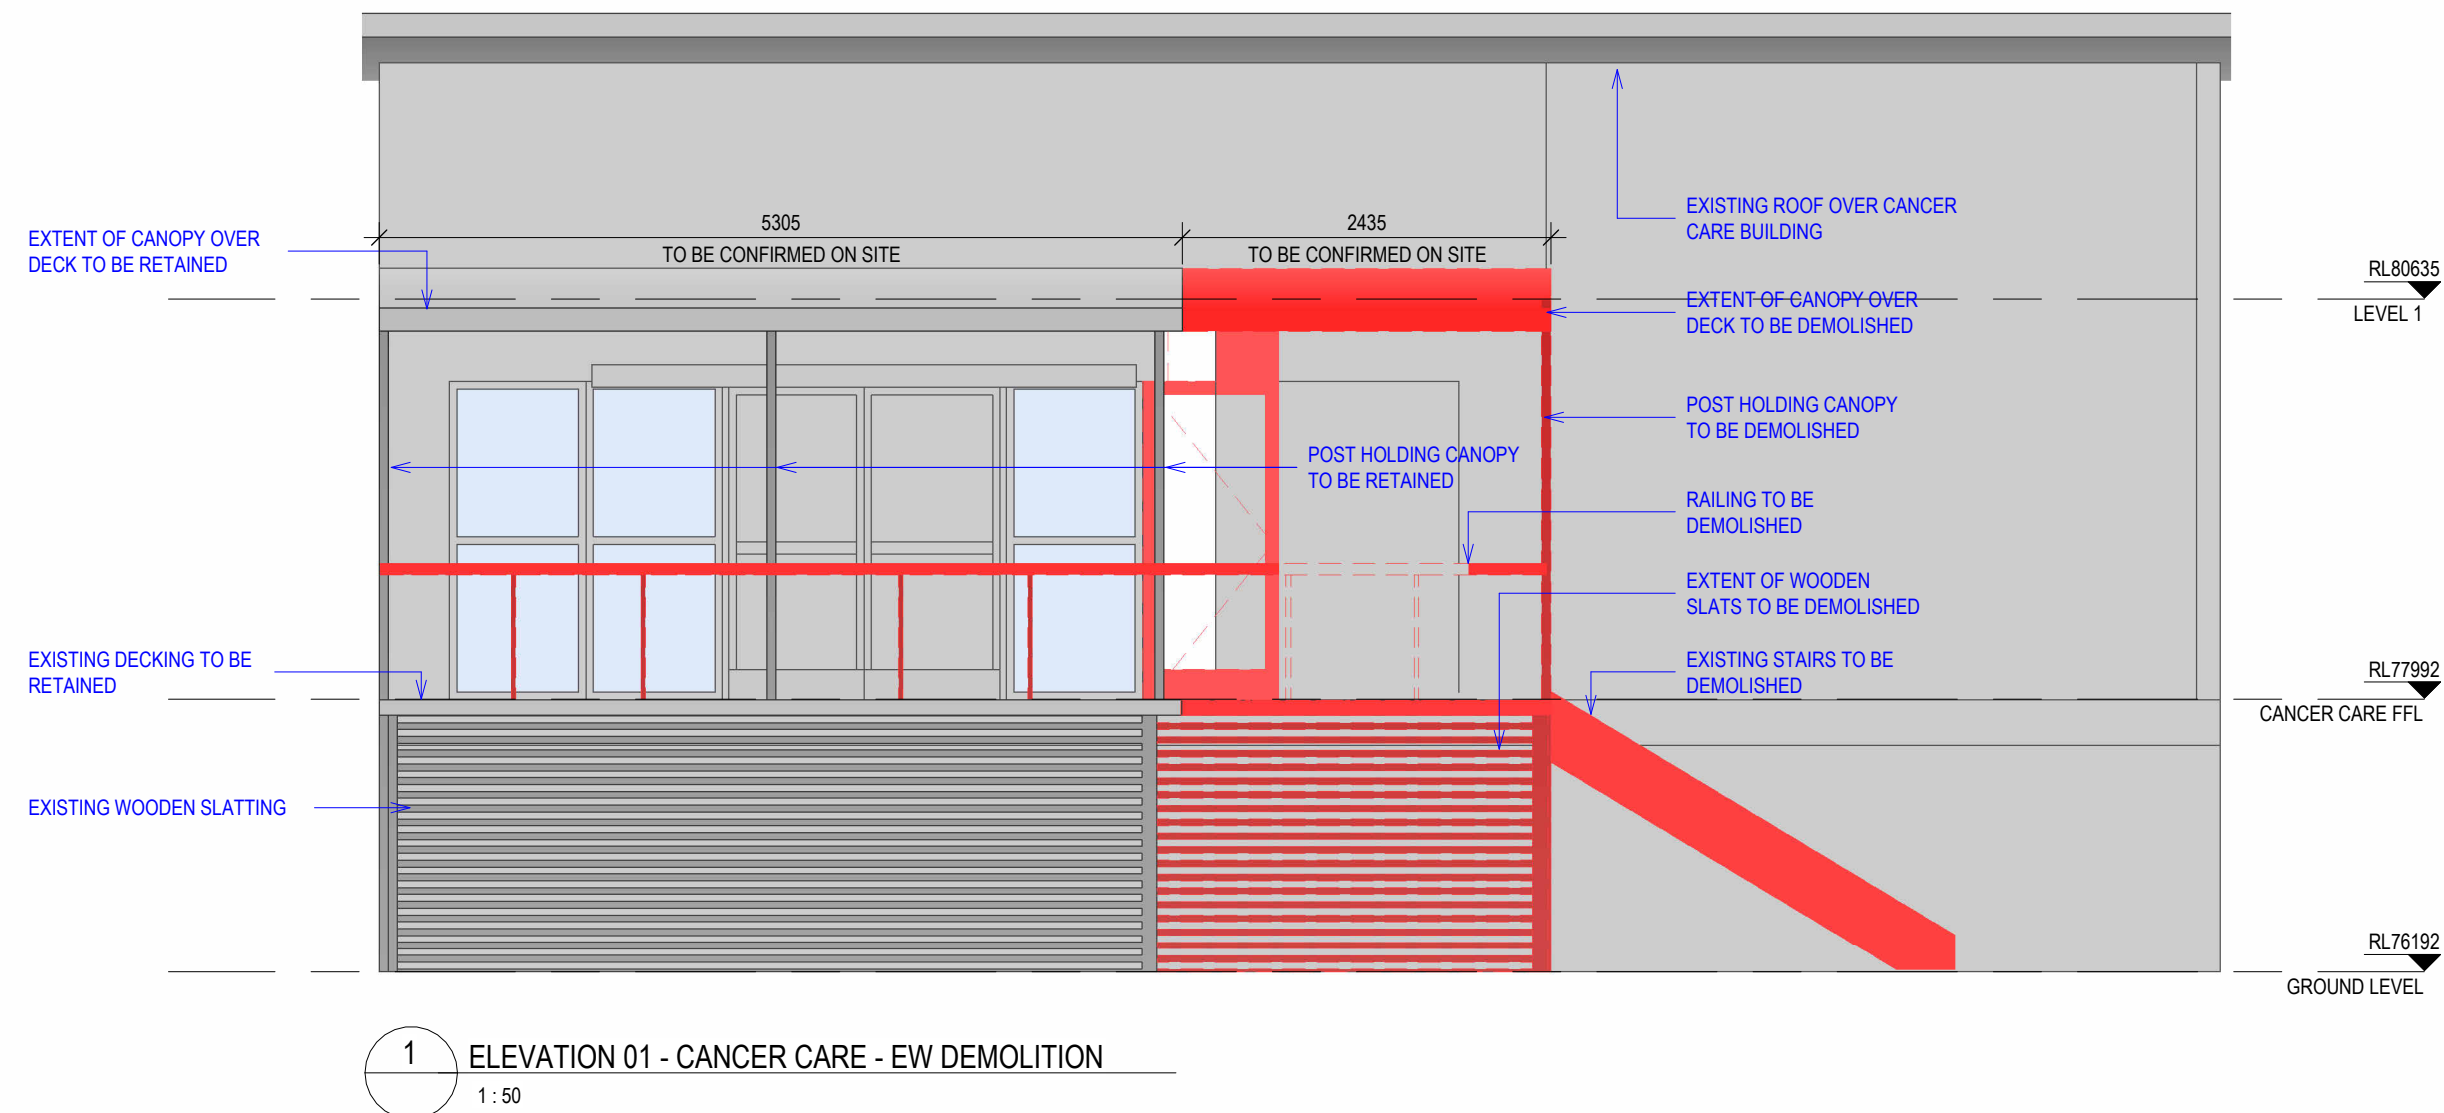 5305
TO BE CONFIRMED ON SITE
2435
TO BE CONFIRMED ON SITE
EXTENT OF CANOPY OVER
DECK TO BE RETAINED
EXISTING DECKING TO BE
RETAINED
EXISTING WOODEN SLATTING
POST HOLDING CANOPY
TO BE RETAINED
EXISTING ROOF OVER CANCER
CARE BUILDING
EXTENT OF CANOPY OVER
DECK TO BE DEMOLISHED
POST HOLDING CANOPY
TO BE DEMOLISHED
RAILING TO BE
DEMOLISHED
EXTENT OF WOODEN
SLATS TO BE DEMOLISHED
EXISTING STAIRS TO BE
DEMOLISHED
RL80635
LEVEL 1
RL77992
CANCER CARE FFL
RL76192
GROUND LEVEL
1
ELEVATION 01 - CANCER CARE - EW DEMOLITION
1 : 50